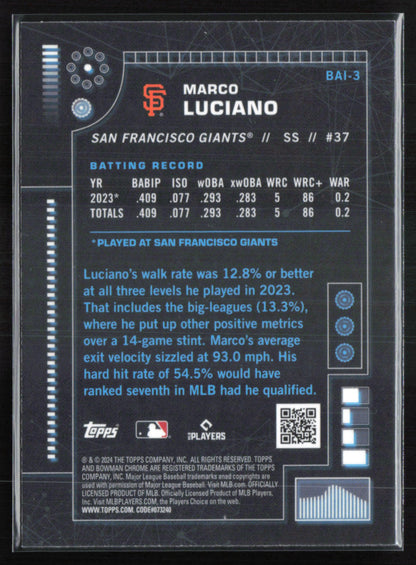 BAI-3
SF
MARCO
LUCIANO
SAN FRANCISCO GIANTS® // SS // #37
BATTING RECORD
YR BABIP ISO wOBA xwOBA WRC WRC+ WAR
2023* .409 .077 .293 .283 5 86 0.2
TOTALS .409 .077 .293 .283 5 86 0.2
*PLAYED AT SAN FRANCISCO GIANTS
Luciano's walk rate was 12.8% or better
at all three levels he played in 2023.
That includes the big-leagues (13.3%),
where he put up other positive metrics
over a 14-game stint. Marco's average
exit velocity sizzled at 93.0 mph. His
hard hit rate of 54.5% would have
ranked seventh in MLB had he qualified.
Topps
PLAYERS
® & © 2024 THE TOPPS COMPANY, INC. ALL RIGHTS RESERVED. TOPPS
AND BOWMAN CHROME ARE REGISTERED TRADEMARKS OF THE TOPPS
COMPANY, INC. Major League Baseball trademarks and copyrights are
used with permission of Major League Baseball. Visit MLB.com. OFFICIALLY
LICENSED PRODUCT OF MLB. Officially Licensed Product of MLB Players,
Inc. Visit MLBPLAYERS.com, the Players Choice on the web.
WWW.TOPPS.COM. CODE#073240